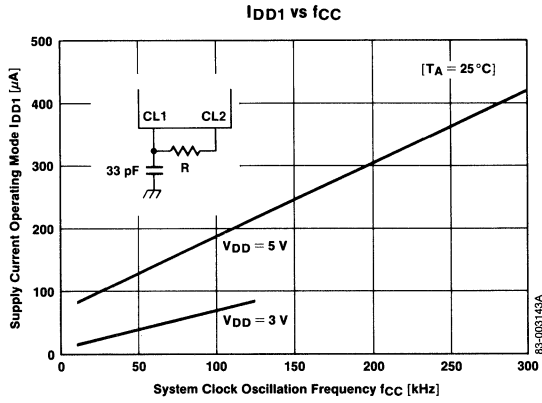 IDD1 vs fCC
Supply Current Operating Mode IDD1 [µA]
500
400
300
200
100
0
[TA = 25°C]
CL1 CL2
33 pF
R
VDD = 5 V
VDD = 3 V
0 50 100 150 200 250 300
System Clock Oscillation Frequency fCC [kHz]
83-003143A